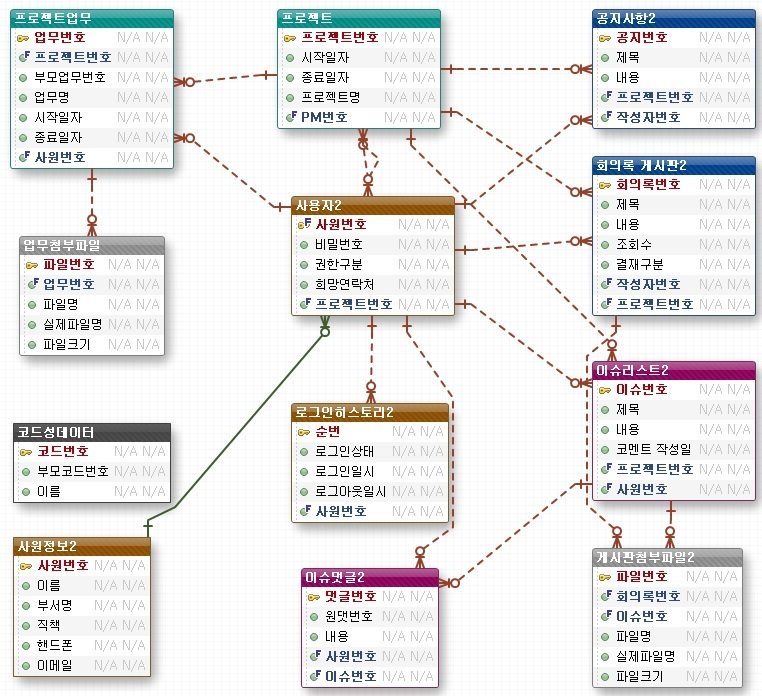 프로젝트업무
업무번호 N/A N/A
프로젝트번호 N/A N/A
부모업무번호 N/A N/A
업무명 N/A N/A
시작일자 N/A N/A
종료일자 N/A N/A
사원번호 N/A N/A
프로젝트
프로젝트번호 N/A N/A
시작일자 N/A N/A
종료일자 N/A N/A
프로젝트명 N/A N/A
PM번호 N/A N/A
공지사항2
공지번호 N/A N/A
제목 N/A N/A
내용 N/A N/A
프로젝트번호 N/A N/A
작성자번호 N/A N/A
회의록 게시판2
회의록번호 N/A N/A
제목 N/A N/A
내용 N/A N/A
조회수 N/A N/A
결재구분 N/A N/A
작성자번호 N/A N/A
프로젝트번호 N/A N/A
사용자2
사원번호 N/A N/A
비밀번호 N/A N/A
권한구분 N/A N/A
희망연락처 N/A N/A
프로젝트번호 N/A N/A
업무첨부파일
파일번호 N/A N/A
업무번호 N/A N/A
파일명 N/A N/A
실제파일명 N/A N/A
파일크기 N/A N/A
이슈리스트2
이슈번호 N/A N/A
제목 N/A N/A
내용 N/A N/A
코멘트 작성일 N/A N/A
프로젝트번호 N/A N/A
사원번호 N/A N/A
로그인히스토리2
순번 N/A N/A
로그인상태 N/A N/A
로그인일시 N/A N/A
로그아웃일시 N/A N/A
사원번호 N/A N/A
코드성데이터
코드번호 N/A N/A
부모코드번호 N/A N/A
이름 N/A N/A
사원정보2
사원번호 N/A N/A
이름 N/A N/A
부서명 N/A N/A
직책 N/A N/A
핸드폰 N/A N/A
이메일 N/A N/A
이슈댓글2
댓글번호 N/A N/A
원댓번호 N/A N/A
내용 N/A N/A
사원번호 N/A N/A
이슈번호 N/A N/A
게시판첨부파일2
파일번호 N/A N/A
회의록번호 N/A N/A
이슈번호 N/A N/A
파일명 N/A N/A
실제파일명 N/A N/A
파일크기 N/A N/A